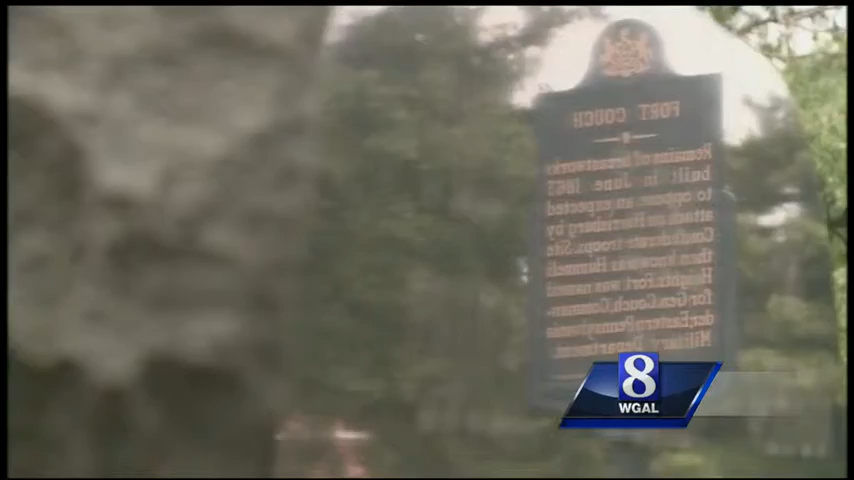 FORT COUCH
Remains of breastworks
built in June, 1863,
to oppose an expected
attack on Harrisburg by
Confederate troops. Site
then known as Hummel
Heights. Fort was named
for Gen. Couch, Comman-
der Eastern Pennsylvania
Military Department
8
WGAL